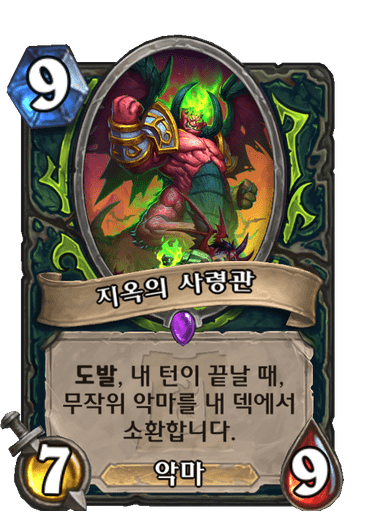 9
지옥의 사령관
도발, 내 턴이 끝날 때,
무작위 악마를 내 덱에서
소환합니다.
7
악마
9